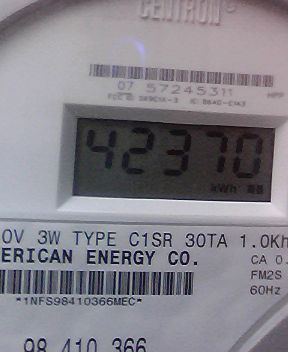 CENTRON®
07 57245311
42370
kWh
0V 3W TYPE C1SR 30TA 1.0Kh
ERICAN ENERGY CO.
CA 0.
FM2S
*1NFS98410366MEC*
60Hz
98 410 366